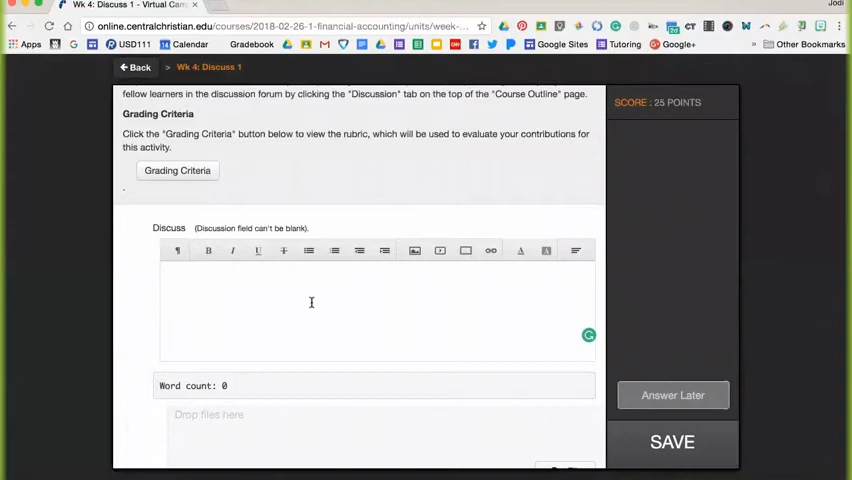 Wk 4: Discuss 1 - Virtual Cam
Jodi
online.centralchristian.edu/courses/2018-02-26-1-financial-accounting/units/week-...
Apps
USD111
Calendar
Gradebook
Google Sites
Tutoring
Google+
Other Bookmarks
Back > Wk 4: Discuss 1
fellow learners in the discussion forum by clicking the "Discussion" tab on the top of the "Course Outline" page.
SCORE : 25 POINTS
Grading Criteria
Click the "Grading Criteria" button below to view the rubric, which will be used to evaluate your contributions for
this activity.
Grading Criteria
.
Discuss (Discussion field can't be blank).
Word count: 0
Drop files here
Answer Later
SAVE